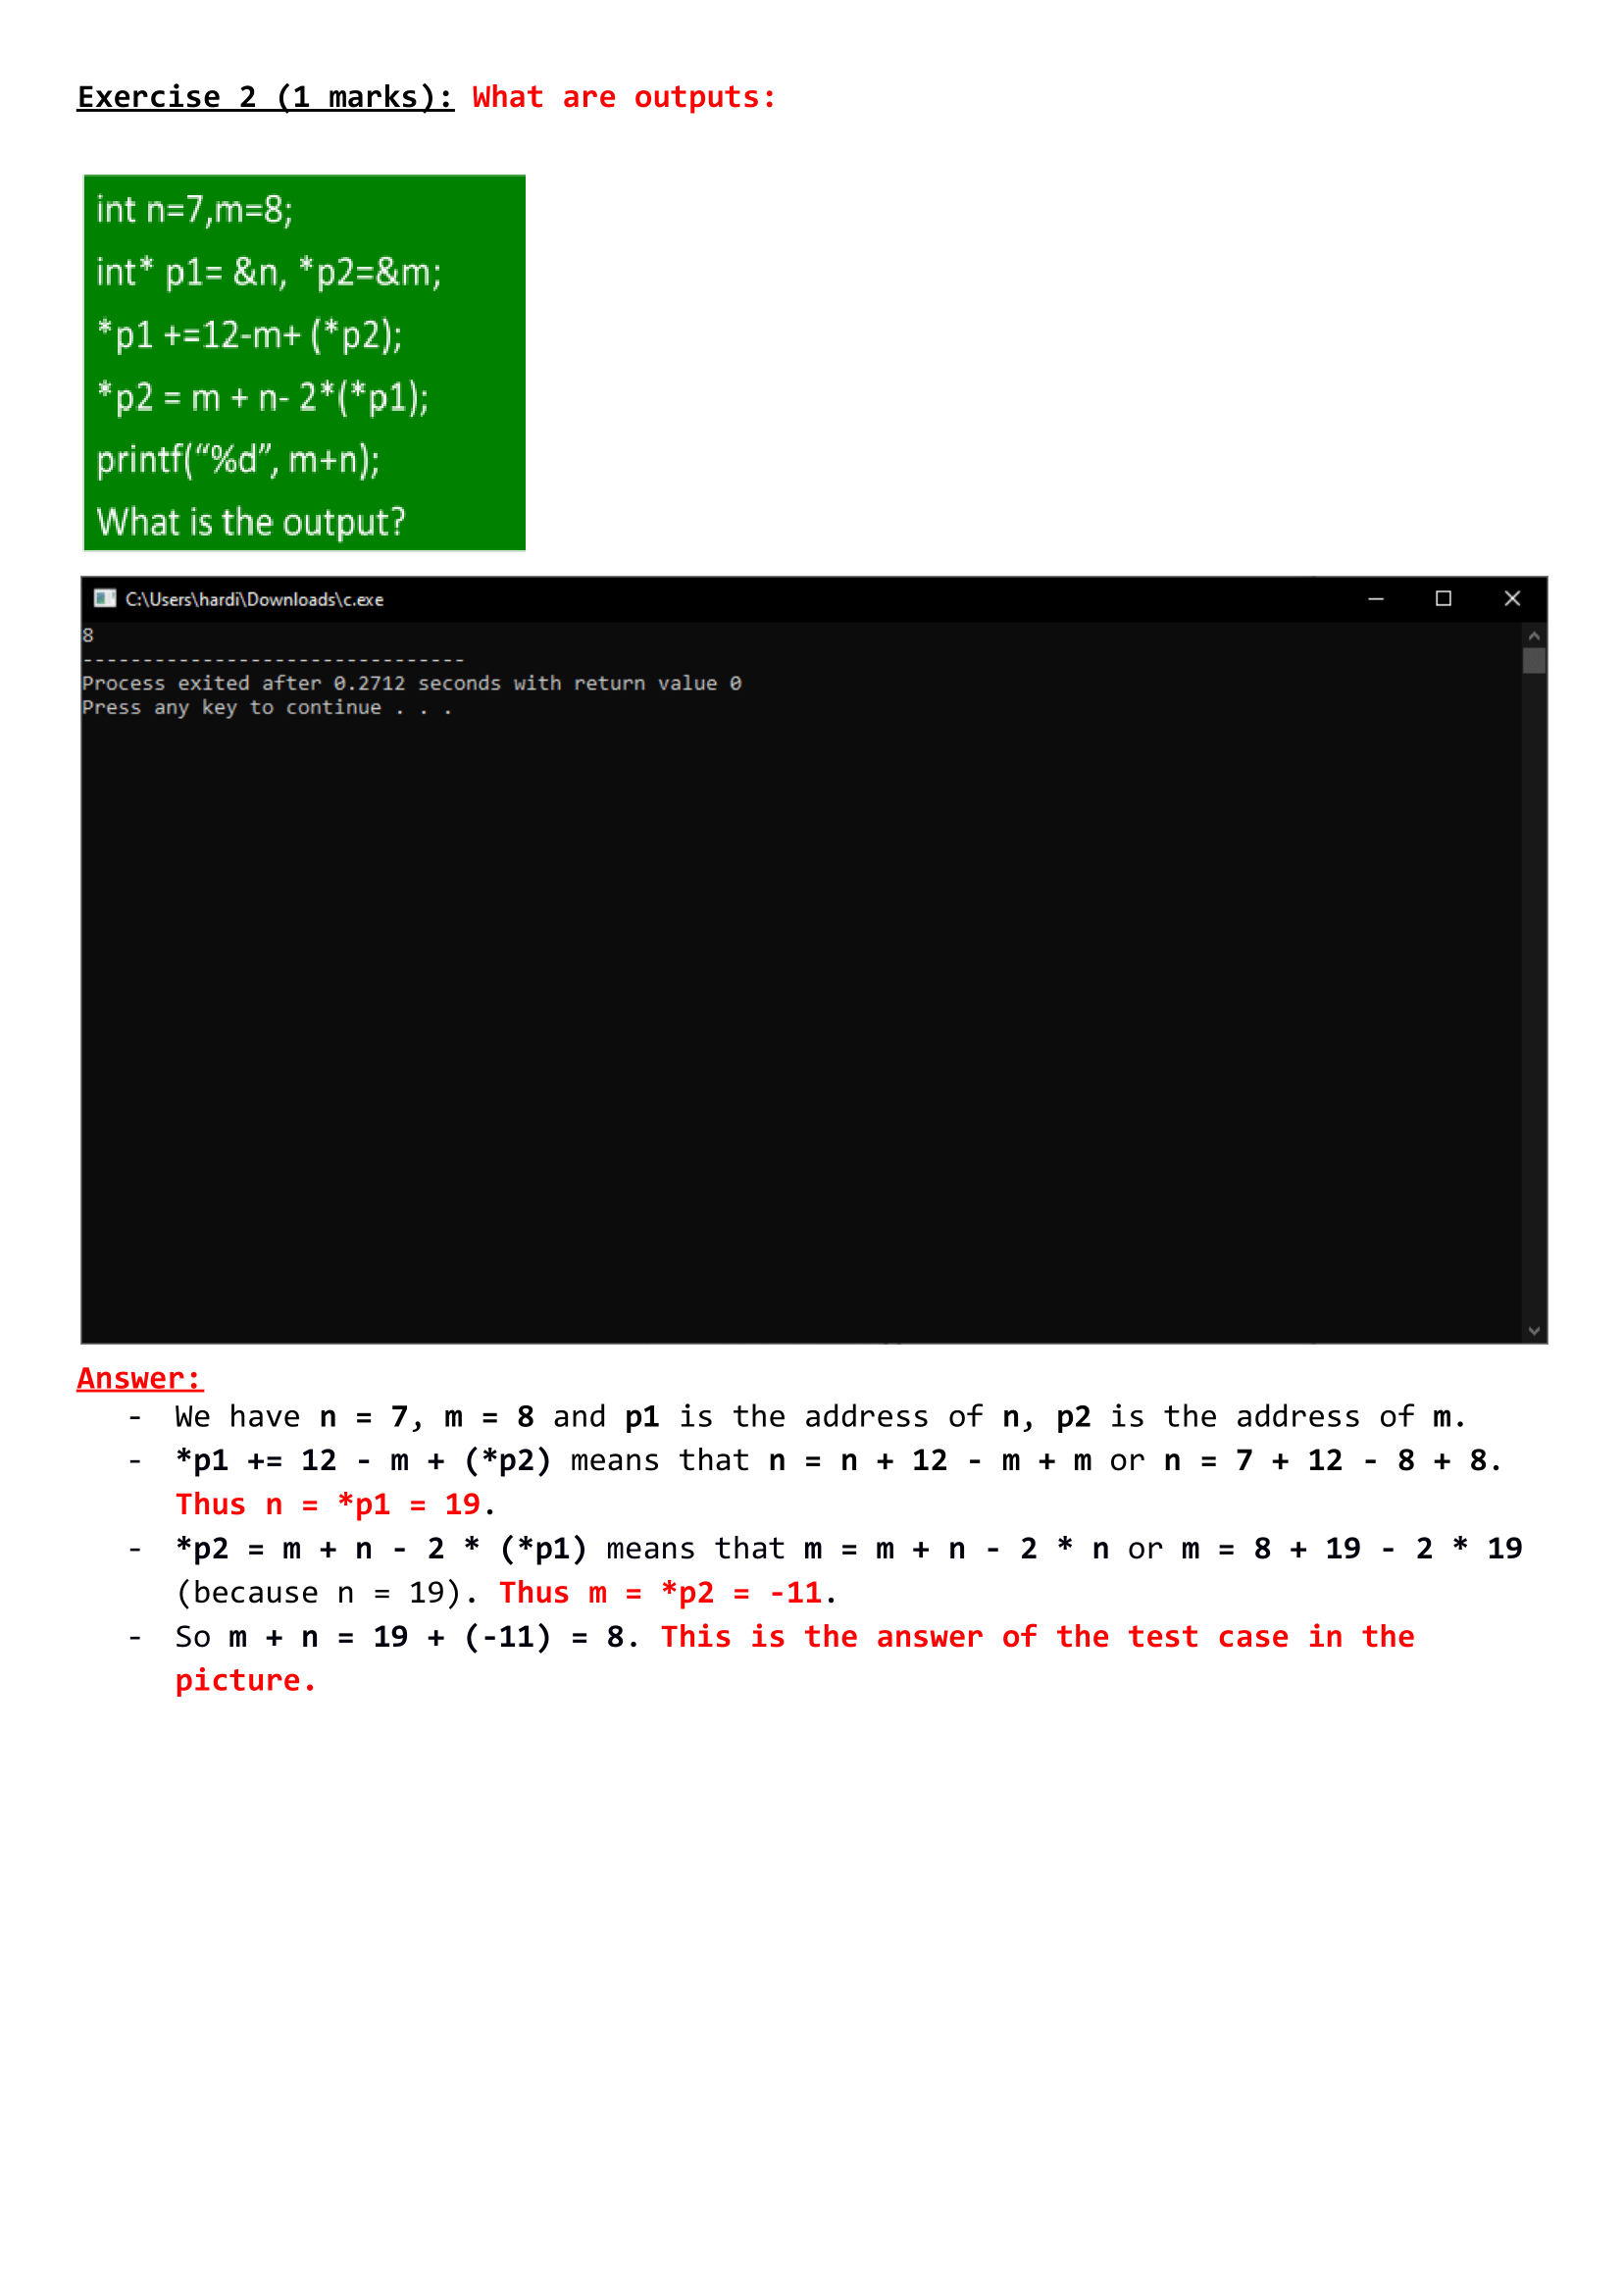 Exercise 2 (1 marks): What are outputs:
int n=7,m=8;
int* p1= &n, *p2=&m;
*p1 +=12-m+ (*p2);
*p2 = m + n- 2*(*p1);
printf(“%d”, m+n);
What is the output?
C:\Users\hardi\Downloads\c.exe
8
--------------------------------
Process exited after 0.2712 seconds with return value 0
Press any key to continue . . .
Answer:
- We have n = 7, m = 8 and p1 is the address of n, p2 is the address of m.
- *p1 += 12 - m + (*p2) means that n = n + 12 - m + m or n = 7 + 12 - 8 + 8.
Thus n = *p1 = 19.
- *p2 = m + n - 2 * (*p1) means that m = m + n - 2 * n or m = 8 + 19 - 2 * 19
(because n = 19). Thus m = *p2 = -11.
- So m + n = 19 + (-11) = 8. This is the answer of the test case in the
picture.